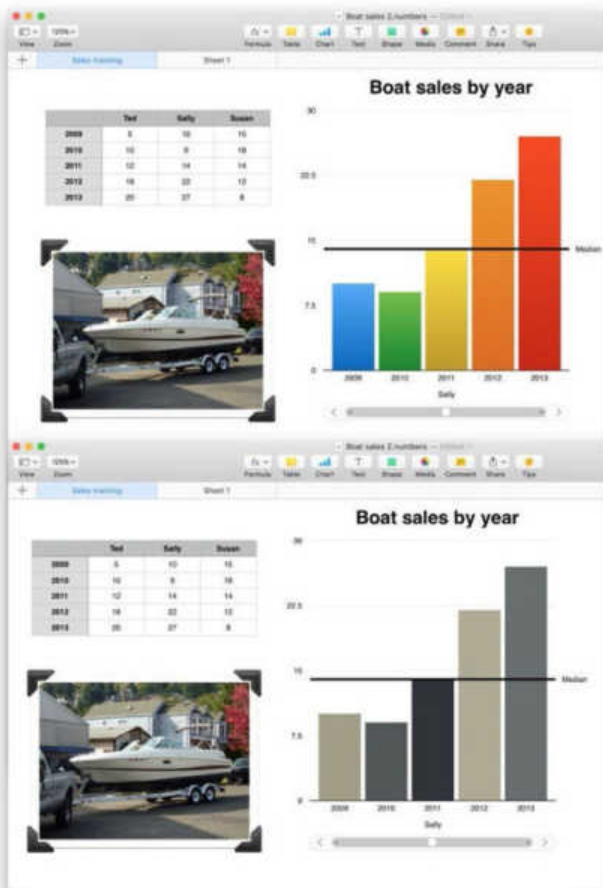 Boat sales 2.numbers — Edited
View
125%
Zoom
Formula
Table
Chart
Text
Shape
Media
Comment
Share
Tips
Sales training
Sheet 1
Boat sales by year
Ted Sally Susan
2009 5 10 15
2010 10 9 18
2011 12 14 14
2012 18 22 12
2013 20 27 8
30
22.5
15
Median
7.5
0
2009 2010 2011 2012 2013
Sally
Boat sales 2.numbers — Edited
View
125%
Zoom
Formula
Table
Chart
Text
Shape
Media
Comment
Share
Tips
Sales training
Sheet 1
Boat sales by year
Ted Sally Susan
2009 5 10 15
2010 10 9 18
2011 12 14 14
2012 18 22 12
2013 20 27 8
30
22.5
15
Median
7.5
0
2009 2010 2011 2012 2013
Sally